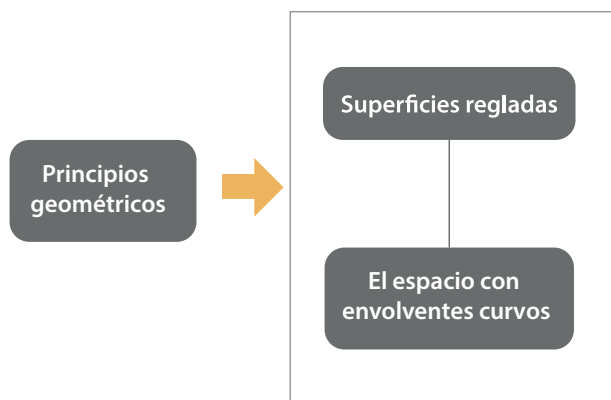 Principios
geométricos
Superficies regladas
El espacio con
envolventes curvos